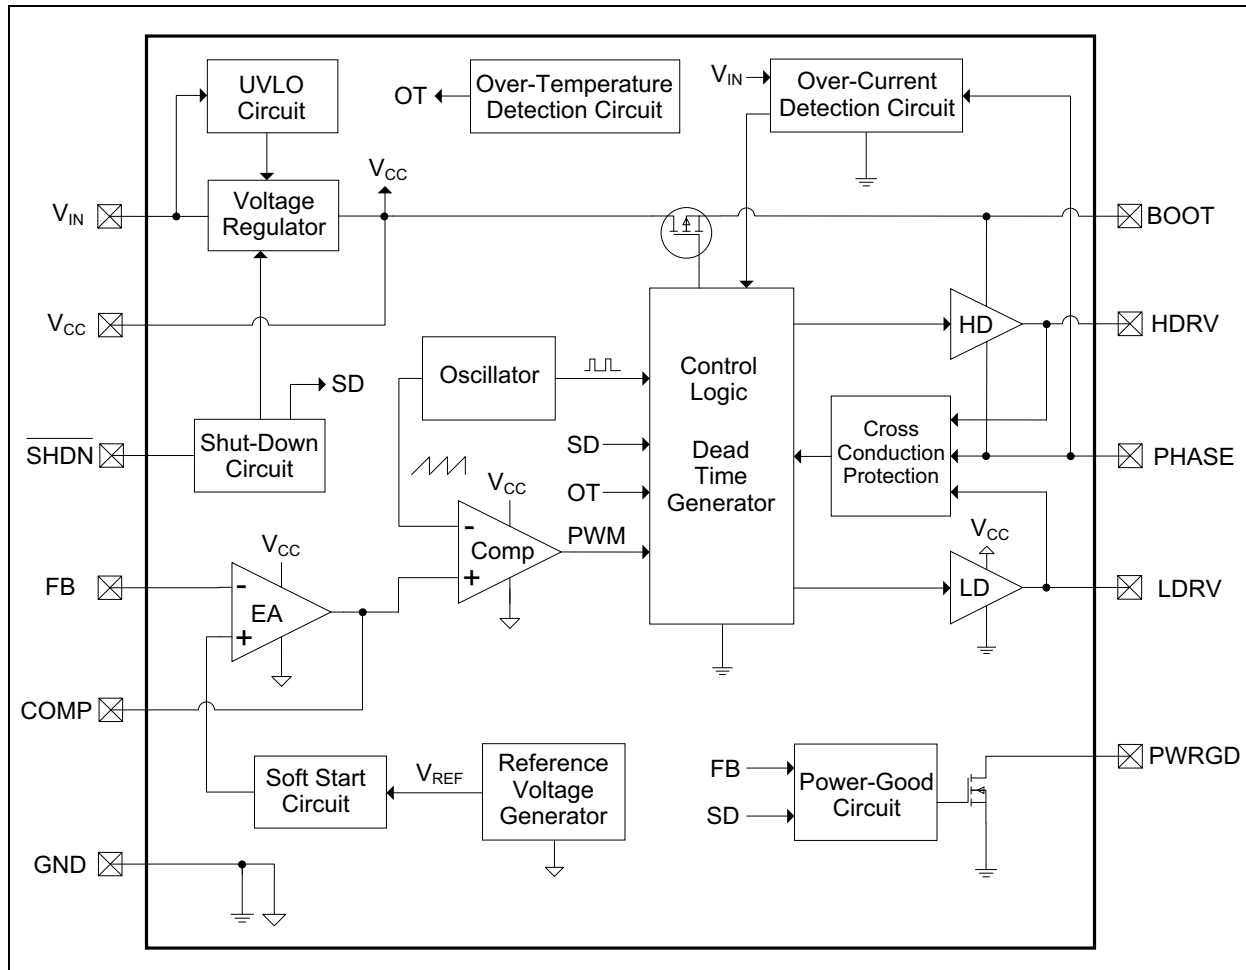 UVLO
Circuit
OT
Over-Temperature
Detection Circuit
VIN
Over-Current
Detection Circuit
VCC
VIN
Voltage
Regulator
BOOT
VCC
HD
HDRV
Oscillator
Control
Logic
SD
SHDN
Shut-Down
Circuit
SD
Cross
Conduction
Protection
PHASE
Dead
Time
Generator
VCC
OT
-
Comp
+
PWM
VCC
VCC
FB
-
EA
+
LD
LDRV
COMP
Soft Start
Circuit
VREF
Reference
Voltage
Generator
FB
SD
Power-Good
Circuit
PWRGD
GND